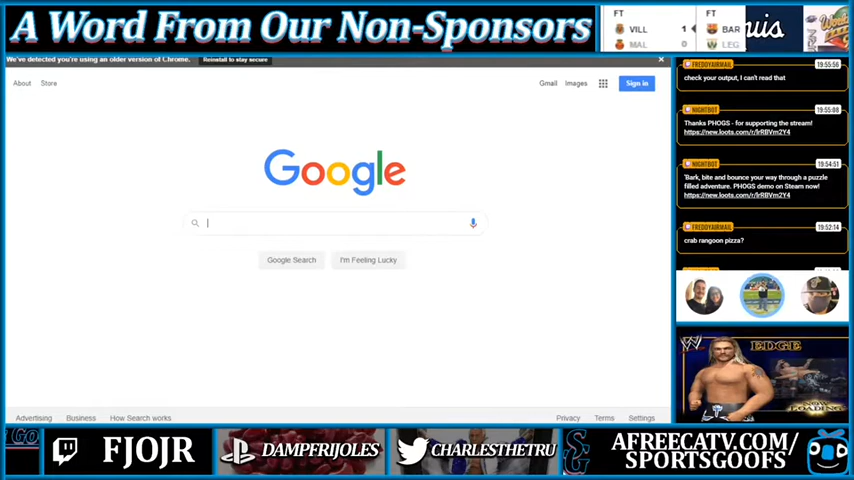 A Word From Our Non-Sponsors
FT
VILL 1
MAL 0
FT
BAR
LEG
We've detected you're using an older version of Chrome. Reinstall to stay secure
About Store
Gmail Images Sign in
Google
Google Search I'm Feeling Lucky
Advertising Business How Search works
Privacy Terms Settings
FREDDYAIRMAIL 19:55:56
check your output, I can't read that
NIGHTBOT 19:55:08
Thanks PHOGS - for supporting the stream!
https://new.loots.com/r/lrRBVm2Y4
NIGHTBOT 19:54:51
'Bark, bite and bounce your way through a puzzle
filled adventure. PHOGS demo on Steam now!
https://new.loots.com/r/lrRBVm2Y4
FREDDYAIRMAIL 19:52:14
crab rangoon pizza?
EDGE
NOW
LOADING
FJOJR
DAMPFRIJOLES
CHARLESTHETRU
AFREECATV.COM/
SPORTSGOOFS